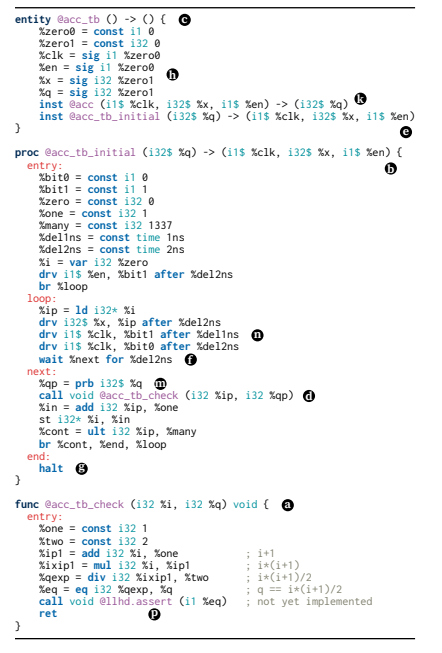 entity @acc_tb () -> () { c
%zero0 = const i1 0
%zero1 = const i32 0
%clk = sig i1 %zero0
%en = sig i1 %zero0
%x = sig i32 %zero1 h
%q = sig i32 %zero1
inst @acc (i1$ %clk, i32$ %x, i1$ %en) -> (i32$ %q) k
inst @acc_tb_initial (i32$ %q) -> (i1$ %clk, i32$ %x, i1$ %en)
} e
proc @acc_tb_initial (i32$ %q) -> (i1$ %clk, i32$ %x, i1$ %en) {
entry: b
%bit0 = const i1 0
%bit1 = const i1 1
%zero = const i32 0
%one = const i32 1
%many = const i32 1337
%del1ns = const time 1ns
%del2ns = const time 2ns
%i = var i32 %zero
drv i1$ %en, %bit1 after %del2ns
br %loop
loop:
%ip = ld i32* %i
drv i32$ %x, %ip after %del2ns
drv i1$ %clk, %bit1 after %del1ns n
drv i1$ %clk, %bit0 after %del2ns
wait %next for %del2ns f
next:
%qp = prb i32$ %q m
call void @acc_tb_check (i32 %ip, i32 %qp) d
%in = add i32 %ip, %one
st i32* %i, %in
%cont = ult i32 %ip, %many
br %cont, %end, %loop
end:
halt g
}
func @acc_tb_check (i32 %i, i32 %q) void { a
entry:
%one = const i32 1
%two = const i32 2
%ip1 = add i32 %i, %one ; i+1
%ixip1 = mul i32 %i, %ip1 ; i*(i+1)
%qexp = div i32 %ixip1, %two ; i*(i+1)/2
%eq = eq i32 %qexp, %q ; q == i*(i+1)/2
call void @llhd.assert (i1 %eq) ; not yet implemented
ret p
}